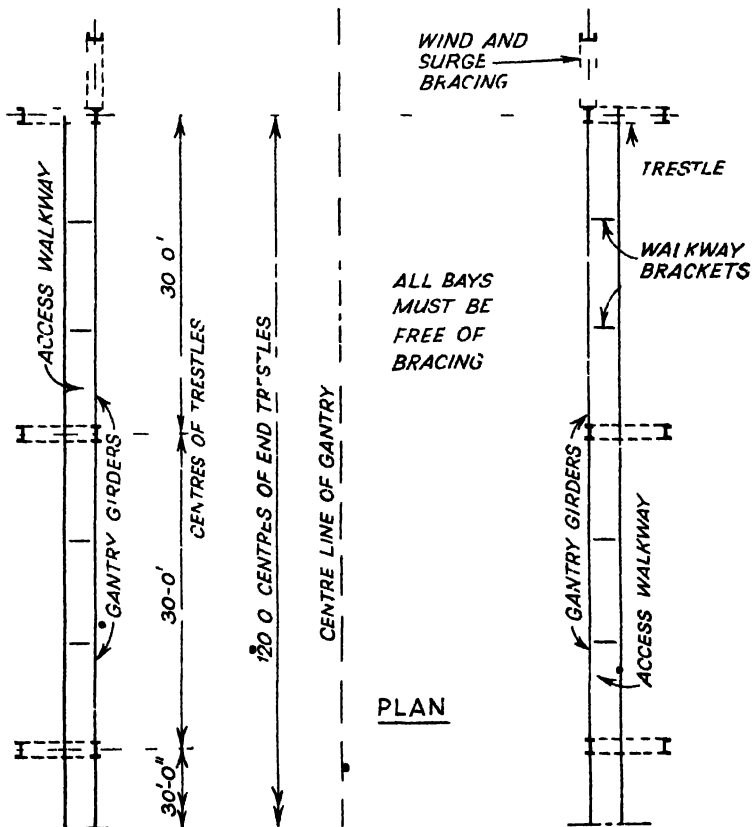 WIND AND
SURGE
BRACING
TRESTLE
WALKWAY
BRACKETS
ACCESS WALKWAY
30 0'
CENTRES OF TRESTLES
120 0 CENTRES OF END TRESTLES
CENTRE LINE OF GANTRY
ALL BAYS
MUST BE
FREE OF
BRACING
GANTRY GIRDERS
30-0'
GANTRY GIRDERS
ACCESS WALKWAY
PLAN
30'-0"